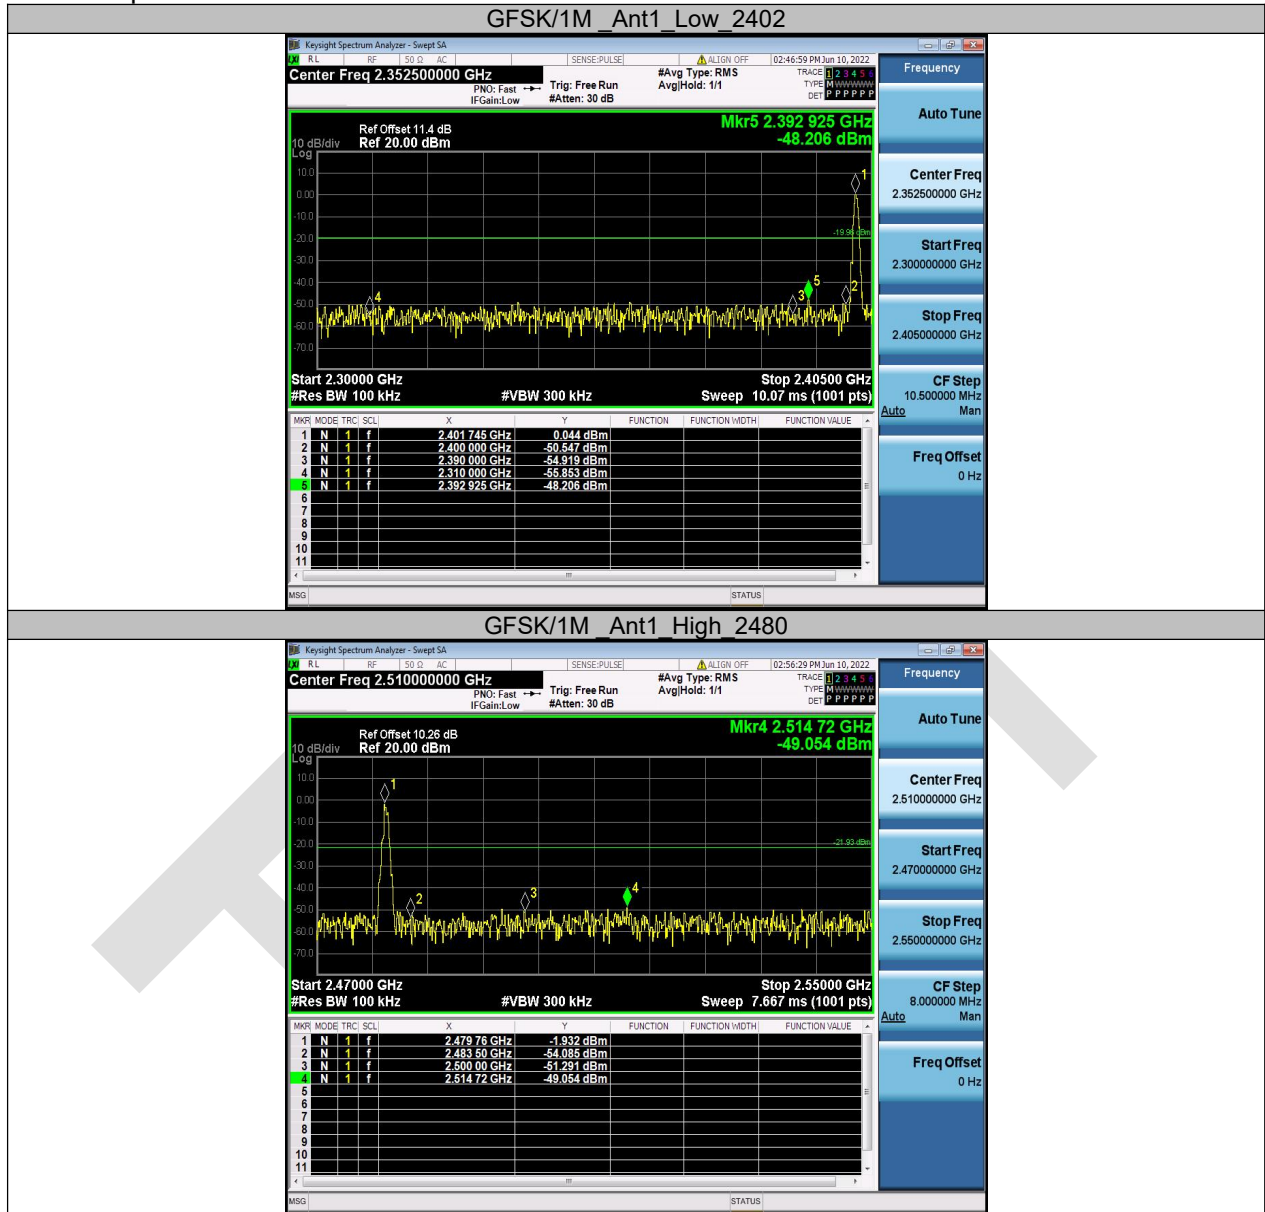 GFSK/1M _Ant1_Low_2402
Keysight Spectrum Analyzer - Swept SA
RL RF 50 Ω AC SENSE:PULSE ALIGN OFF 02:46:59 PM Jun 10, 2022
Center Freq 2.352500000 GHz #Avg Type: RMS TRACE 1 2 3 4 5 6 Frequency
PNO: Fast Trig: Free Run Avg|Hold: 1/1 TYPE M WWWWW
IFGain:Low #Atten: 30 dB DET P P P P P P
Auto Tune
Mkr5 2.392 925 GHz
Ref Offset 11.4 dB
10 dB/div Ref 20.00 dBm -48.206 dBm
Log
10.0
0.00
-10.0
-20.0
-30.0
-40.0
-50.0
-60.0
-70.0
1
-19.96 dBm
5
2
3
4
Center Freq
2.352500000 GHz
Start Freq
2.300000000 GHz
Stop Freq
2.405000000 GHz
Start 2.30000 GHz Stop 2.40500 GHz
#Res BW 100 kHz #VBW 300 kHz Sweep 10.07 ms (1001 pts)
CF Step
10.500000 MHz
Auto Man
MKR MODE TRC SCL X Y FUNCTION FUNCTION WIDTH FUNCTION VALUE
1 N 1 f 2.401 745 GHz 0.044 dBm
2 N 1 f 2.400 000 GHz -50.547 dBm
3 N 1 f 2.390 000 GHz -54.919 dBm
4 N 1 f 2.310 000 GHz -55.853 dBm
5 N 1 f 2.392 925 GHz -48.206 dBm
6
7
8
9
10
11
Freq Offset
0 Hz
MSG STATUS
GFSK/1M _Ant1_High_2480
Keysight Spectrum Analyzer - Swept SA
RL RF 50 Ω AC SENSE:PULSE ALIGN OFF 02:56:29 PM Jun 10, 2022
Center Freq 2.510000000 GHz #Avg Type: RMS TRACE 1 2 3 4 5 6 Frequency
PNO: Fast Trig: Free Run Avg|Hold: 1/1 TYPE M WWWWW
IFGain:Low #Atten: 30 dB DET P P P P P P
Auto Tune
Mkr4 2.514 72 GHz
Ref Offset 10.26 dB
10 dB/div Ref 20.00 dBm -49.054 dBm
Log
10.0
0.00
-10.0
-20.0
-30.0
-40.0
-50.0
-60.0
-70.0
1
-21.93 dBm
2
3
4
Center Freq
2.510000000 GHz
Start Freq
2.470000000 GHz
Stop Freq
2.550000000 GHz
Start 2.47000 GHz Stop 2.55000 GHz
#Res BW 100 kHz #VBW 300 kHz Sweep 7.667 ms (1001 pts)
CF Step
8.000000 MHz
Auto Man
MKR MODE TRC SCL X Y FUNCTION FUNCTION WIDTH FUNCTION VALUE
1 N 1 f 2.479 76 GHz -1.932 dBm
2 N 1 f 2.483 50 GHz -54.085 dBm
3 N 1 f 2.500 00 GHz -51.291 dBm
4 N 1 f 2.514 72 GHz -49.054 dBm
5
6
7
8
9
10
11
Freq Offset
0 Hz
MSG STATUS